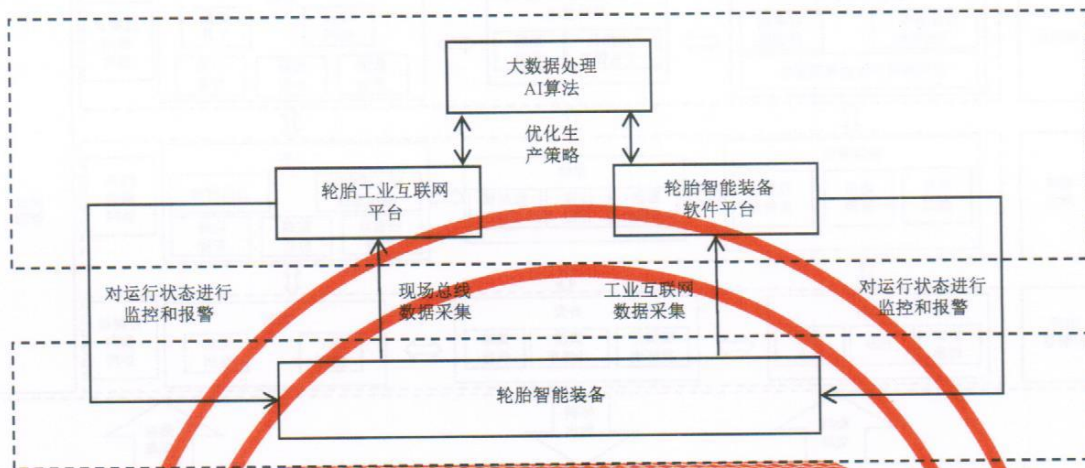 大数据处理
AI算法
优化生
产策略
轮胎工业互联网
平台
轮胎智能装备
软件平台
对运行状态进行
监控和报警
现场总线
数据采集
工业互联网
数据采集
对运行状态进行
监控和报警
轮胎智能装备